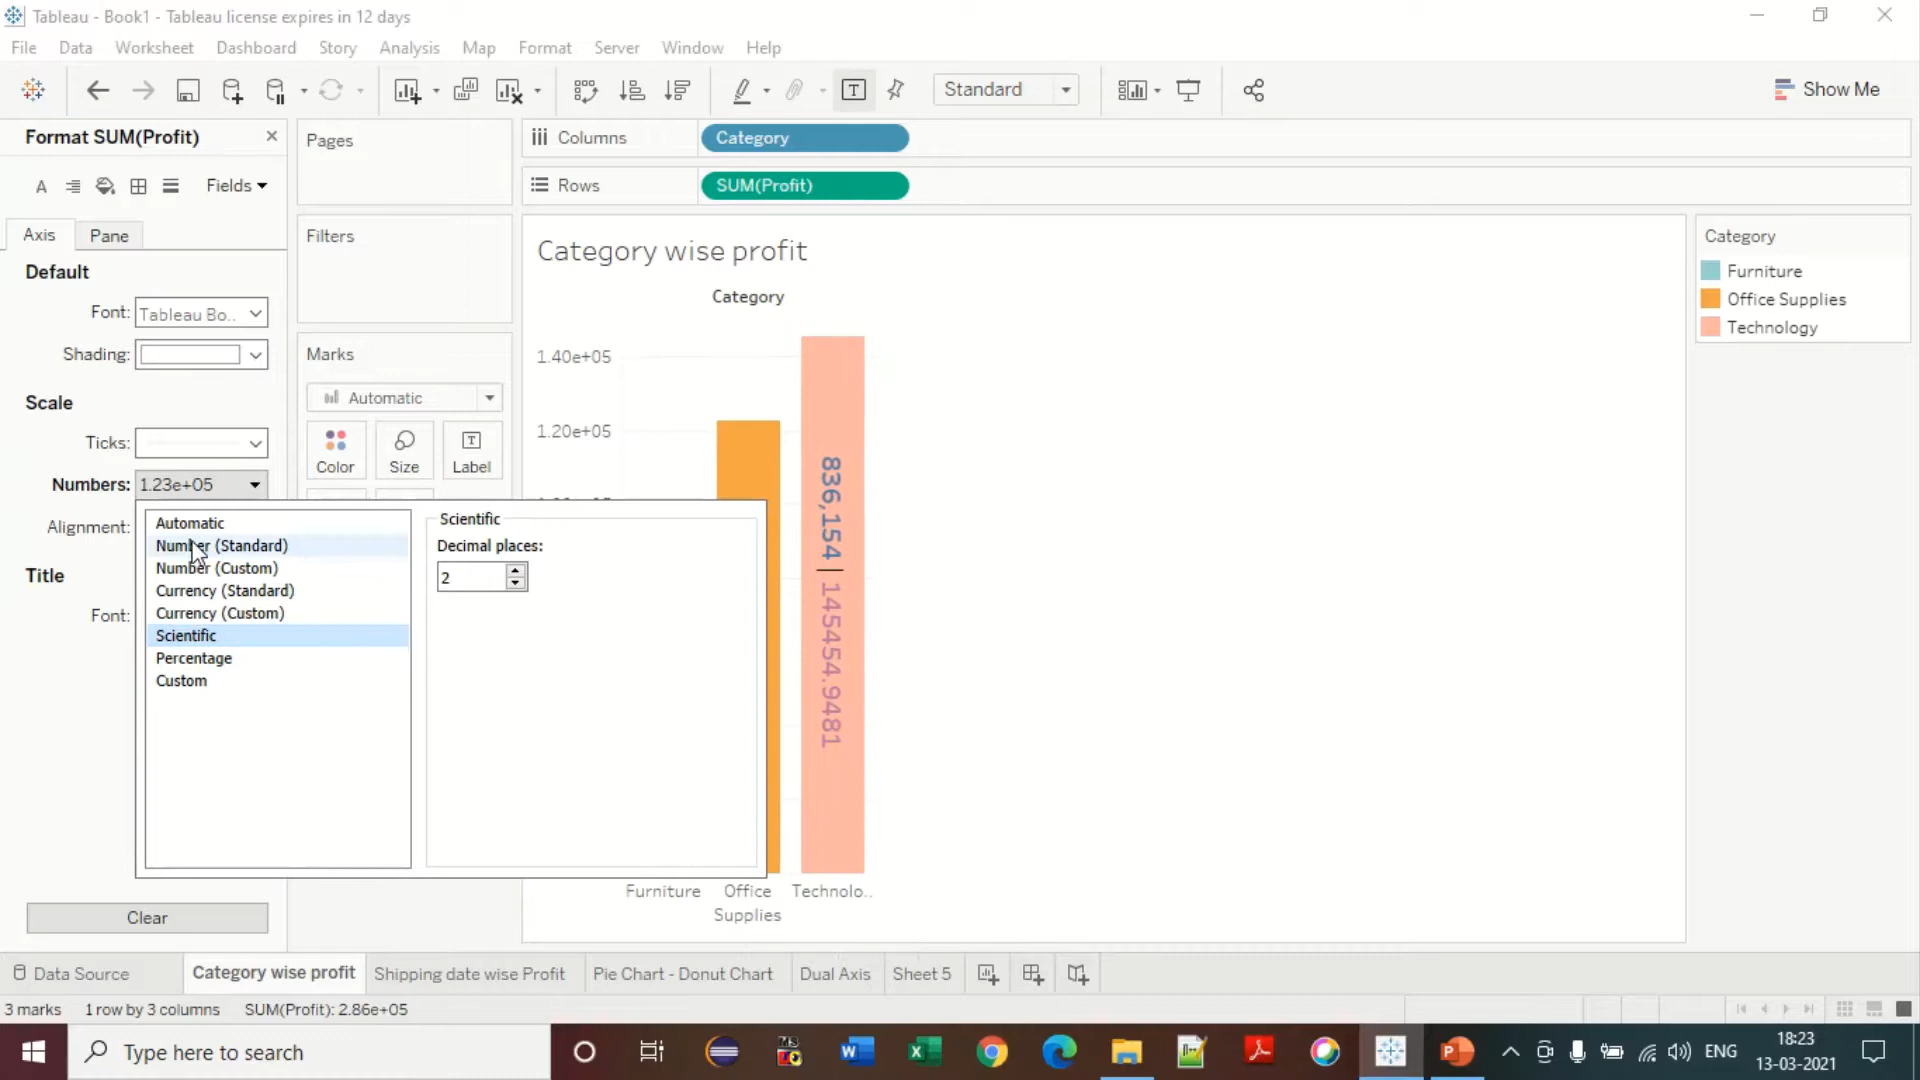 Tableau - Book1 - Tableau license expires in 12 days
File Data Worksheet Dashboard Story Analysis Map Format Server Window Help
Standard
Show Me
Format SUM(Profit)
Fields
Axis
Pane
Default
Font: Tableau Bo..
Shading:
Scale
Ticks:
Numbers: 1.23e+05
Alignment:
Title
Font:
Automatic
Number (Standard)
Number (Custom)
Currency (Standard)
Currency (Custom)
Scientific
Percentage
Custom
Scientific
Decimal places:
2
Clear
Pages
Filters
Marks
Automatic
Color
Size
Label
Columns
Category
Rows
SUM(Profit)
Category wise profit
Category
1.40e+05
1.20e+05
836,154 | 145454.9481
Furniture
Office
Supplies
Technolo..
Category
Furniture
Office Supplies
Technology
Data Source
Category wise profit
Shipping date wise Profit
Pie Chart - Donut Chart
Dual Axis
Sheet 5
3 marks
1 row by 3 columns
SUM(Profit): 2.86e+05
Type here to search
ENG
18:23
13-03-2021